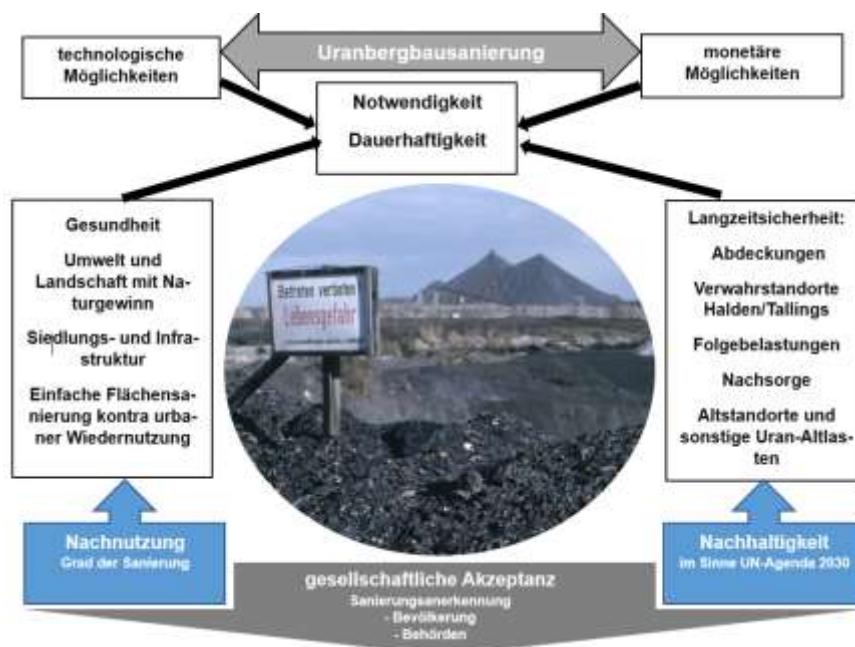 Uranbergbausanierung
technologische
Möglichkeiten
monetäre
Möglichkeiten
Notwendigkeit
Dauerhaftigkeit
Gesundheit
Umwelt und
Landschaft mit Na-
turgewinn
Siedlungs- und Infra-
struktur
Einfache Flächensa-
nierung kontra urba-
ner Wiedernutzung
Betreten verboten
Lebensgefahr
Langzeitsicherheit:
Abdeckungen
Verwahrstandorte
Halden/Tallings
Folgebelastungen
Nachsorge
Altstandorte und
sonstige Uran-Altlas-
ten
Nachnutzung
Grad der Sanierung
Nachhaltigkeit
im Sinne UN-Agenda 2030
gesellschaftliche Akzeptanz
Sanierungsanerkennung
- Bevölkerung
- Behörden